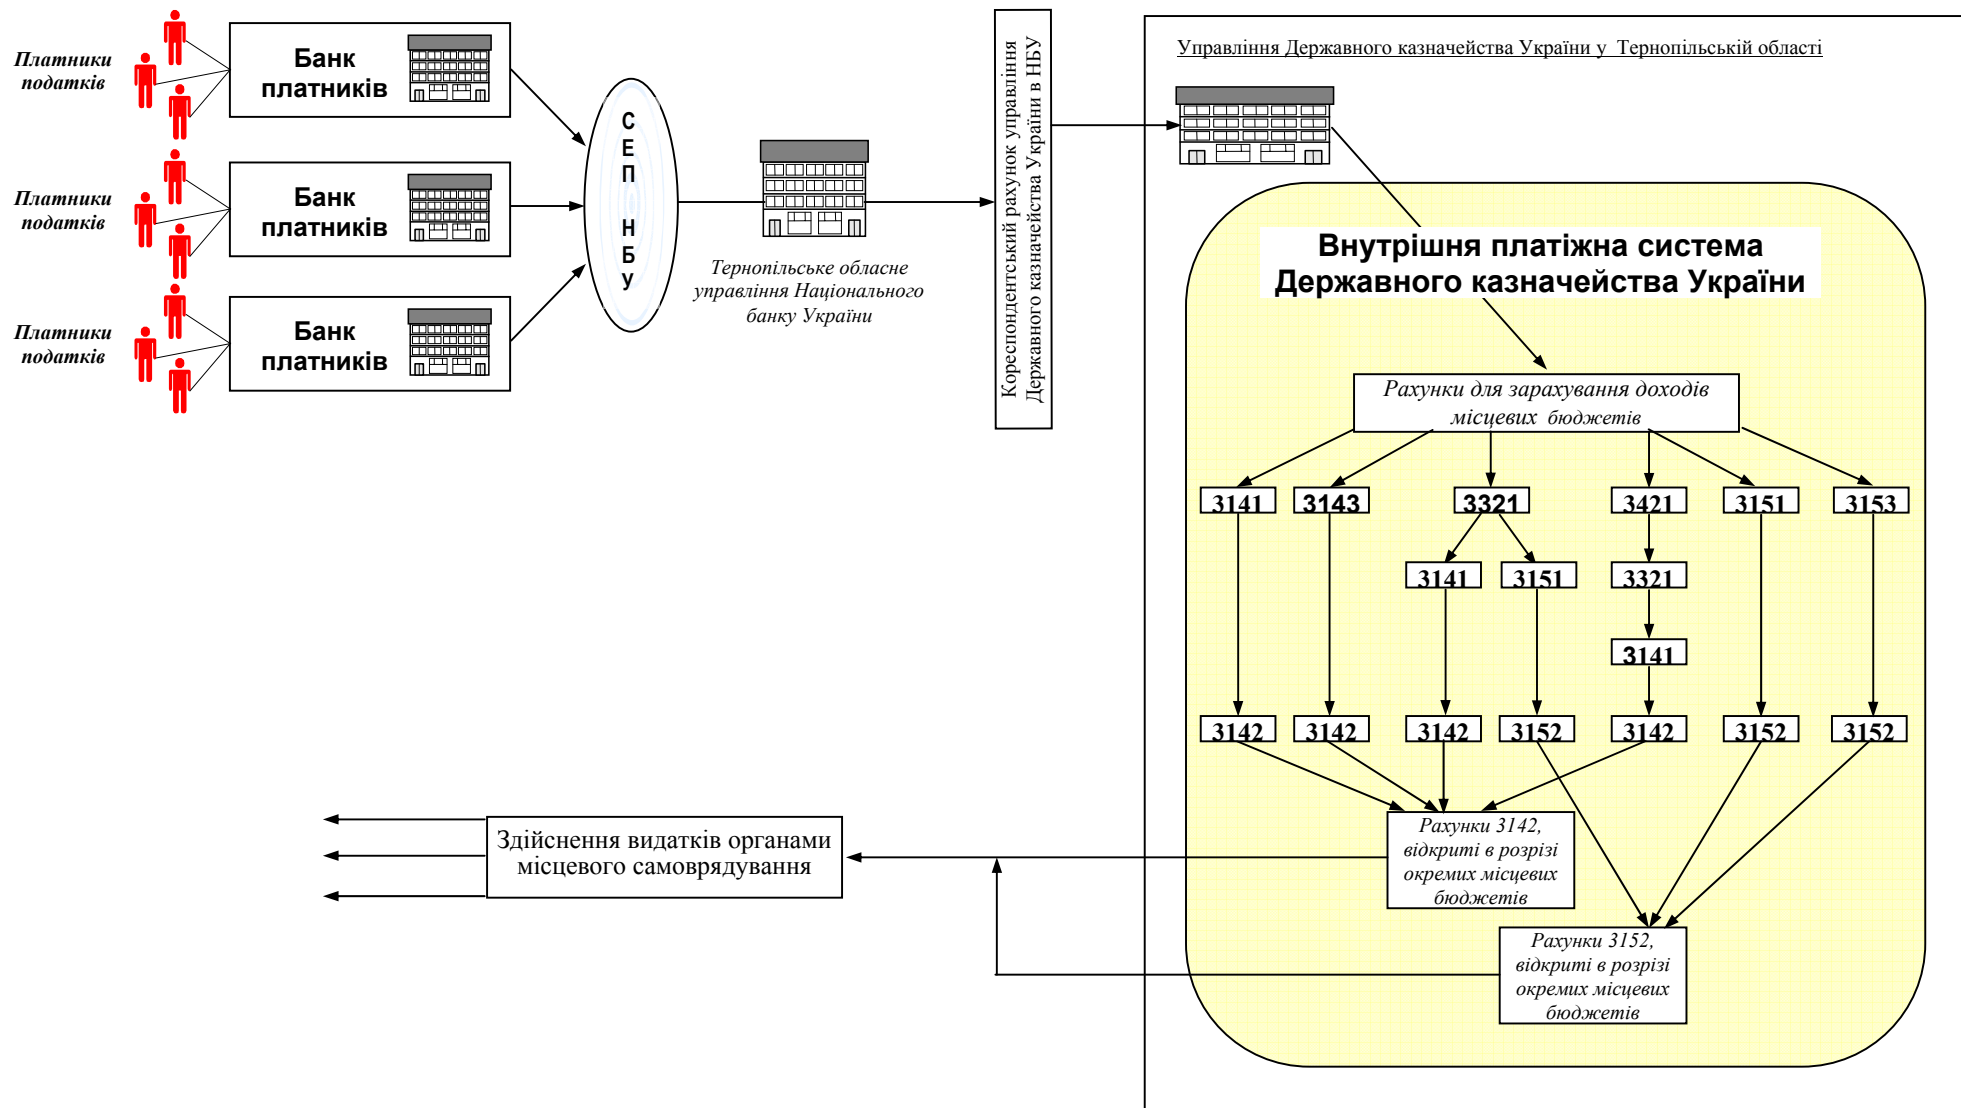 Платники
податків
Банк
платників
Платники
податків
Банк
платників
Платники
податків
Банк
платників
СЕП НБУ
Тернопільське обласне
управління Національного
банку України
Кореспондентський рахунок управління
Державного казначейства України в НБУ
Управління Державного казначейства України у Тернопільській області
Внутрішня платіжна система
Державного казначейства України
Рахунки для зарахування доходів
місцевих бюджетів
3141 3143 3321 3421 3151 3153
3141 3151 3321
3141
3142 3142 3142 3152 3142 3152 3152
Рахунки 3142,
відкриті в розрізі
окремих місцевих
бюджетів
Рахунки 3152,
відкриті в розрізі
окремих місцевих
бюджетів
Здійснення видатків органами
місцевого самоврядування